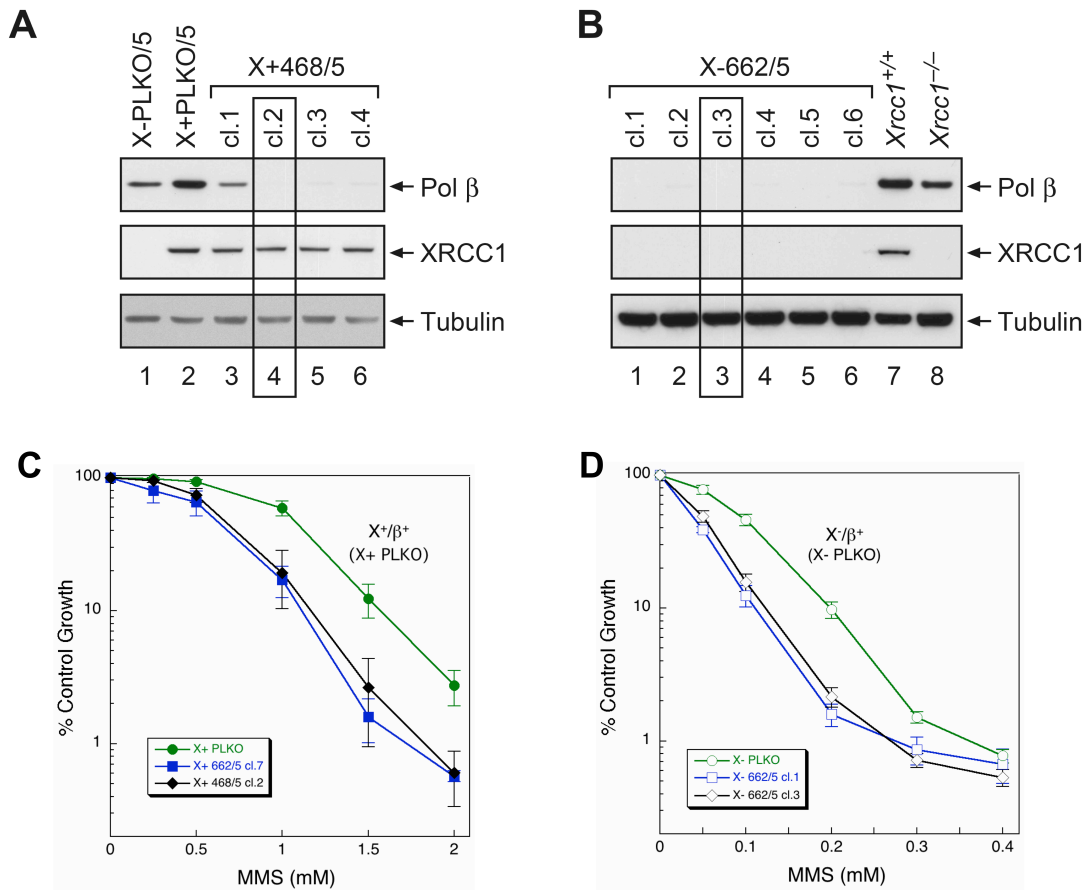 A
X-PLKO/5
X+PLKO/5
X+468/5
cl.1
cl.2
cl.3
cl.4
Pol β
XRCC1
Tubulin
1 2 3 4 5 6
B
X-662/5
cl.1
cl.2
cl.3
cl.4
cl.5
cl.6
Xrcc1+/+
Xrcc1–/–
Pol β
XRCC1
Tubulin
1 2 3 4 5 6 7 8
C
100
10
1
% Control Growth
X+/β+
(X+ PLKO)
X+ PLKO
X+ 662/5 cl.7
X+ 468/5 cl.2
0 0.5 1 1.5 2
MMS (mM)
D
100
10
1
% Control Growth
X-/β+
(X- PLKO)
X- PLKO
X- 662/5 cl.1
X- 662/5 cl.3
0 0.1 0.2 0.3 0.4
MMS (mM)